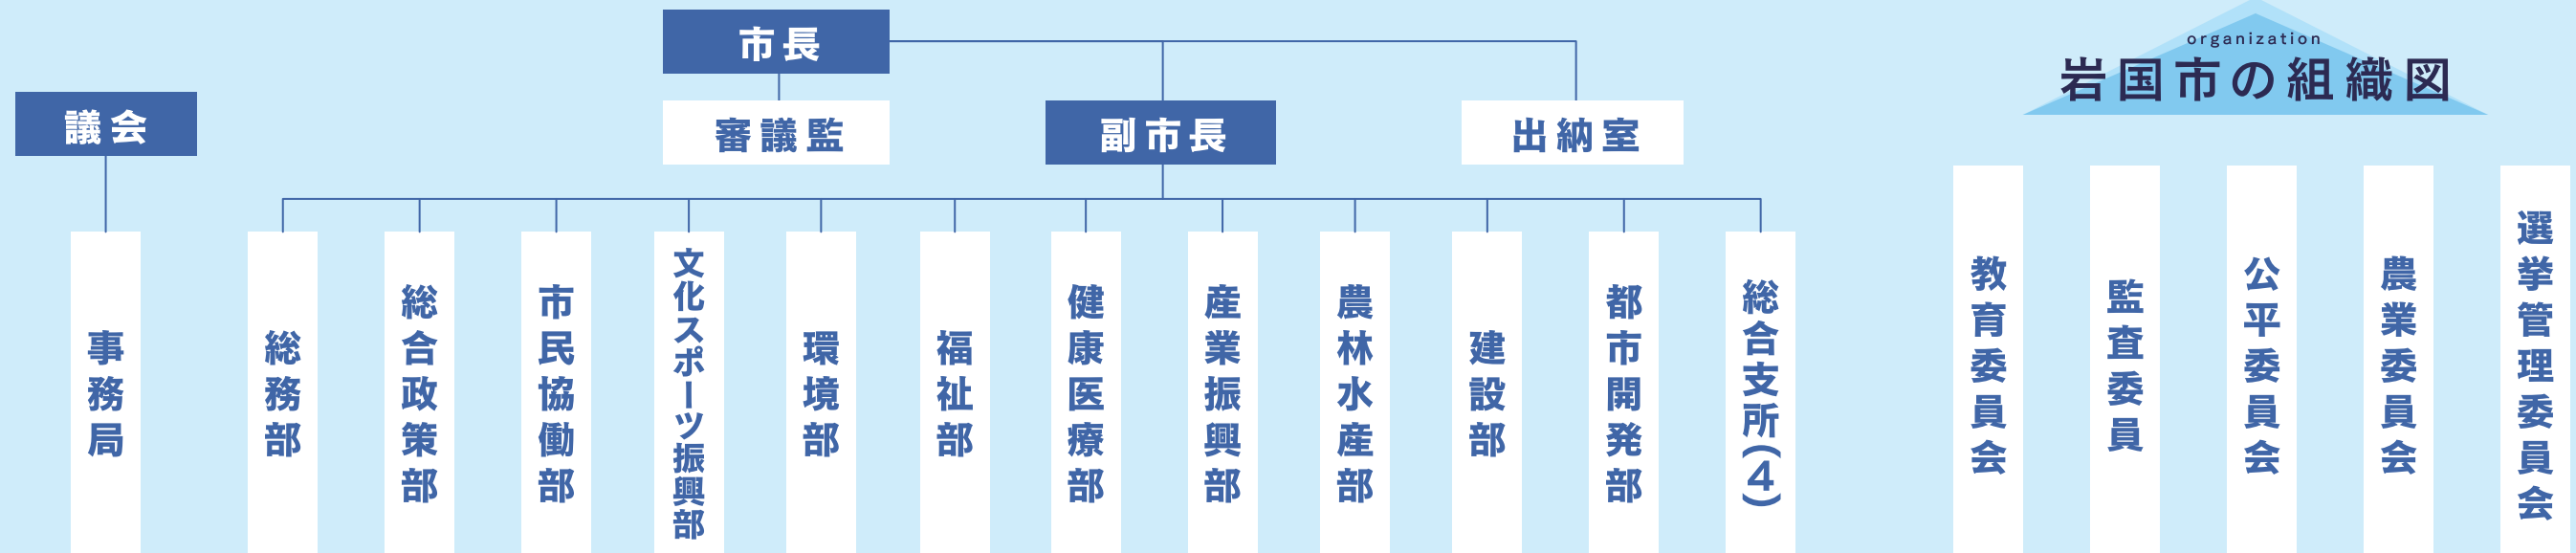 organization
岩国市の組織図
市長
議会
審議監
副市長
出納室
事務局
総務部
総合政策部
市民協働部
文化スポーツ振興部
環境部
福祉部
健康医療部
産業振興部
農林水産部
建設部
都市開発部
総合支所(4)
教育委員会
監査委員
公平委員会
農業委員会
選挙管理委員会